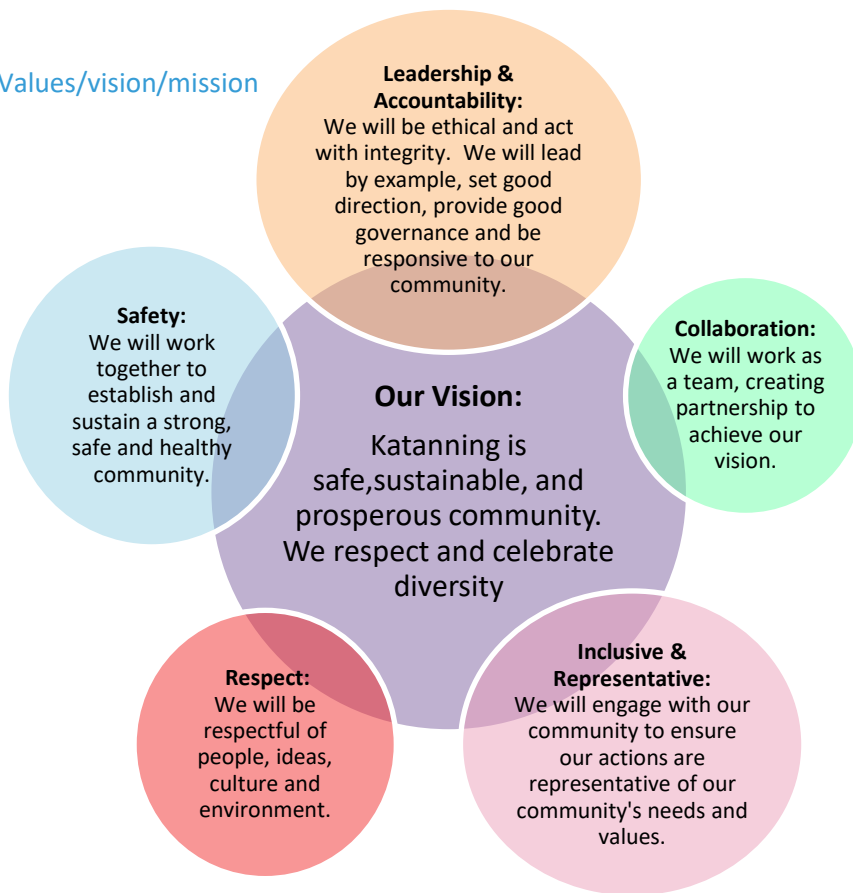 Values/vision/mission
Leadership &
Accountability:
We will be ethical and act
with integrity.  We will lead
by example, set good
direction, provide good
governance and be
responsive to our
community.
Safety:
We will work
together to
establish and
sustain a strong,
safe and healthy
community.
Collaboration:
We will work as
a team, creating
partnership to
achieve our
vision.
Our Vision:
Katanning is
safe,sustainable, and
prosperous community.
We respect and celebrate
diversity
Respect:
We will be
respectful of
people, ideas,
culture and
environment.
Inclusive &
Representative:
We will engage with our
community to ensure
our actions are
representative of our
community's needs and
values.